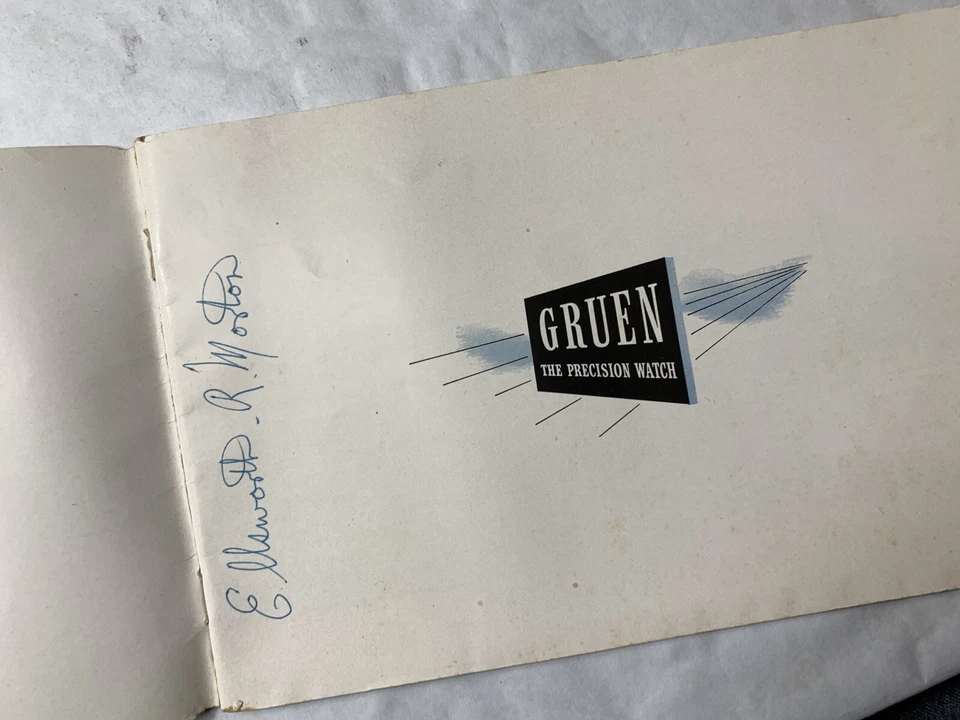 Ellsworth R. Morton
GRUEN
THE PRECISION WATCH